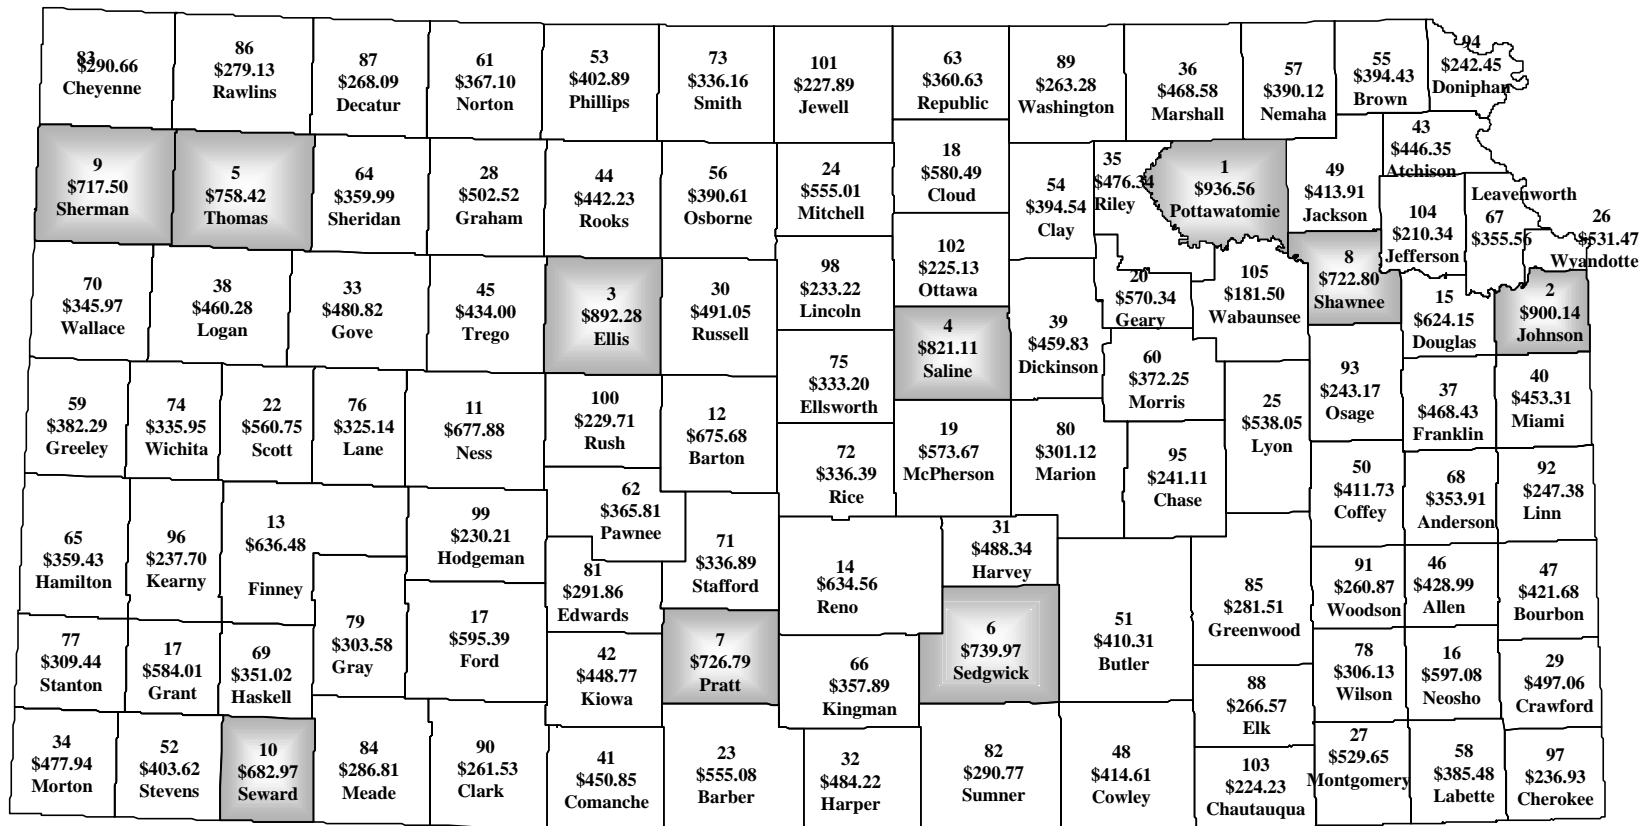 83
$290.66
Cheyenne
86
$279.13
Rawlins
87
$268.09
Decatur
61
$367.10
Norton
53
$402.89
Phillips
73
$336.16
Smith
101
$227.89
Jewell
63
$360.63
Republic
89
$263.28
Washington
36
$468.58
Marshall
57
$390.12
Nemaha
55
$394.43
Brown
94
$242.45
Doniphan
9
$717.50
Sherman
5
$758.42
Thomas
64
$359.99
Sheridan
28
$502.52
Graham
44
$442.23
Rooks
56
$390.61
Osborne
24
$555.01
Mitchell
18
$580.49
Cloud
54
$394.54
Clay
35
$476.34
Riley
1
$936.56
Pottawatomie
49
$413.91
Jackson
43
$446.35
Atchison
104
$210.34
Jefferson
Leavenworth
67
$355.56
26
$531.47
Wyandotte
70
$345.97
Wallace
38
$460.28
Logan
33
$480.82
Gove
45
$434.00
Trego
3
$892.28
Ellis
30
$491.05
Russell
98
$233.22
Lincoln
102
$225.13
Ottawa
4
$821.11
Saline
39
$459.83
Dickinson
20
$570.34
Geary
105
$181.50
Wabaunsee
8
$722.80
Shawnee
15
$624.15
Douglas
2
$900.14
Johnson
59
$382.29
Greeley
74
$335.95
Wichita
22
$560.75
Scott
76
$325.14
Lane
11
$677.88
Ness
100
$229.71
Rush
12
$675.68
Barton
75
$333.20
Ellsworth
72
$336.39
Rice
19
$573.67
McPherson
80
$301.12
Marion
60
$372.25
Morris
95
$241.11
Chase
25
$538.05
Lyon
93
$243.17
Osage
37
$468.43
Franklin
40
$453.31
Miami
50
$411.73
Coffey
68
$353.91
Anderson
92
$247.38
Linn
65
$359.43
Hamilton
96
$237.70
Kearny
13
$636.48
Finney
99
$230.21
Hodgeman
62
$365.81
Pawnee
81
$291.86
Edwards
71
$336.89
Stafford
14
$634.56
Reno
31
$488.34
Harvey
6
$739.97
Sedgwick
51
$410.31
Butler
85
$281.51
Greenwood
91
$260.87
Woodson
46
$428.99
Allen
47
$421.68
Bourbon
77
$309.44
Stanton
17
$584.01
Grant
69
$351.02
Haskell
79
$303.58
Gray
17
$595.39
Ford
42
$448.77
Kiowa
7
$726.79
Pratt
66
$357.89
Kingman
88
$266.57
Elk
78
$306.13
Wilson
16
$597.08
Neosho
29
$497.06
Crawford
34
$477.94
Morton
52
$403.62
Stevens
10
$682.97
Seward
84
$286.81
Meade
90
$261.53
Clark
41
$450.85
Comanche
23
$555.08
Barber
32
$484.22
Harper
82
$290.77
Sumner
48
$414.61
Cowley
103
$224.23
Chautauqua
27
$529.65
Montgomery
58
$385.48
Labette
97
$236.93
Cherokee